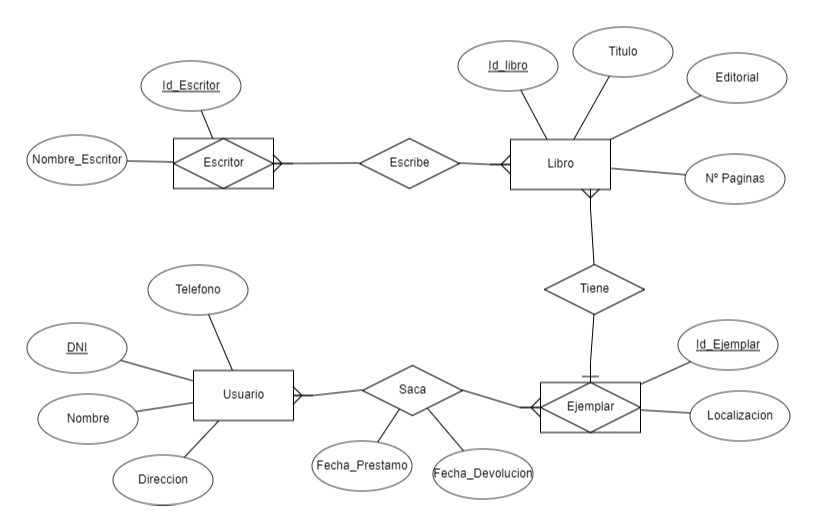 Id_Escritor
Nombre_Escritor
Escritor
Escribe
Id_libro
Titulo
Editorial
Libro
Nº Paginas
Tiene
Telefono
DNI
Nombre
Direccion
Usuario
Saca
Fecha_Prestamo
Fecha_Devolucion
Id_Ejemplar
Ejemplar
Localizacion